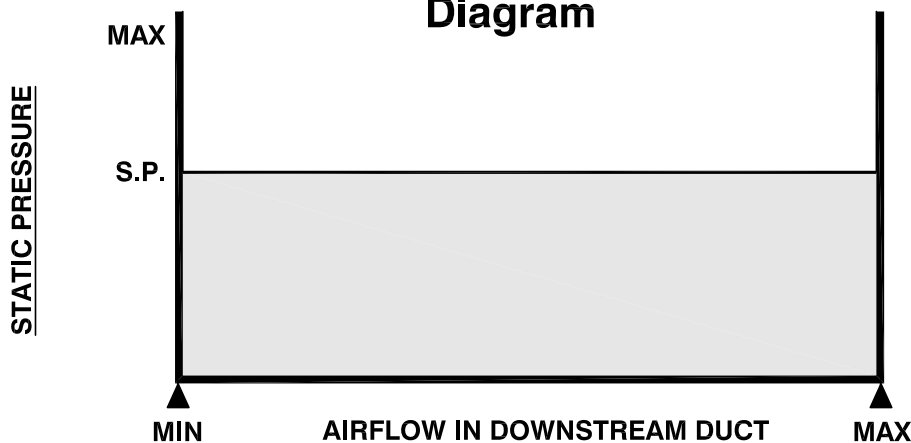 Diagram
MAX
STATIC PRESSURE
S.P.
MIN
AIRFLOW IN DOWNSTREAM DUCT
MAX